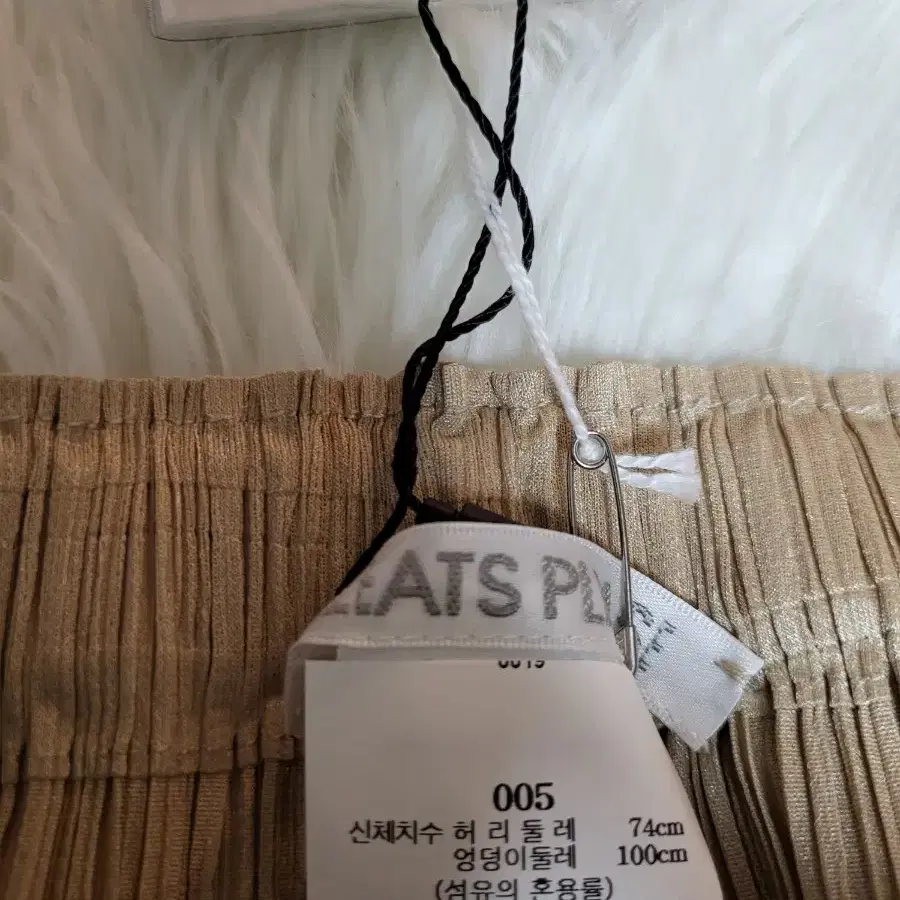 EATS PL
0019
005
신체치수 허 리 둘 레 74cm
엉덩이둘레 100cm
(섬유의 혼용률)